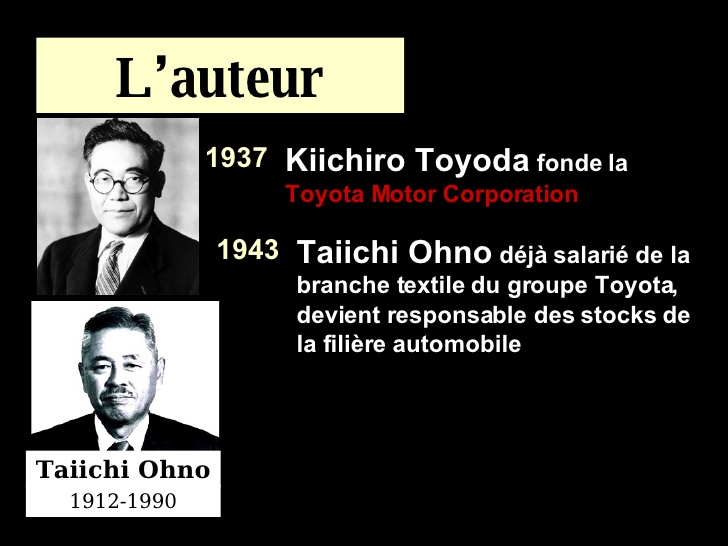 L’auteur
1937 Kiichiro Toyoda fonde la
Toyota Motor Corporation
1943 Taiichi Ohno déjà salarié de la
branche textile du groupe Toyota,
devient responsable des stocks de
la filière automobile
Taiichi Ohno
1912-1990